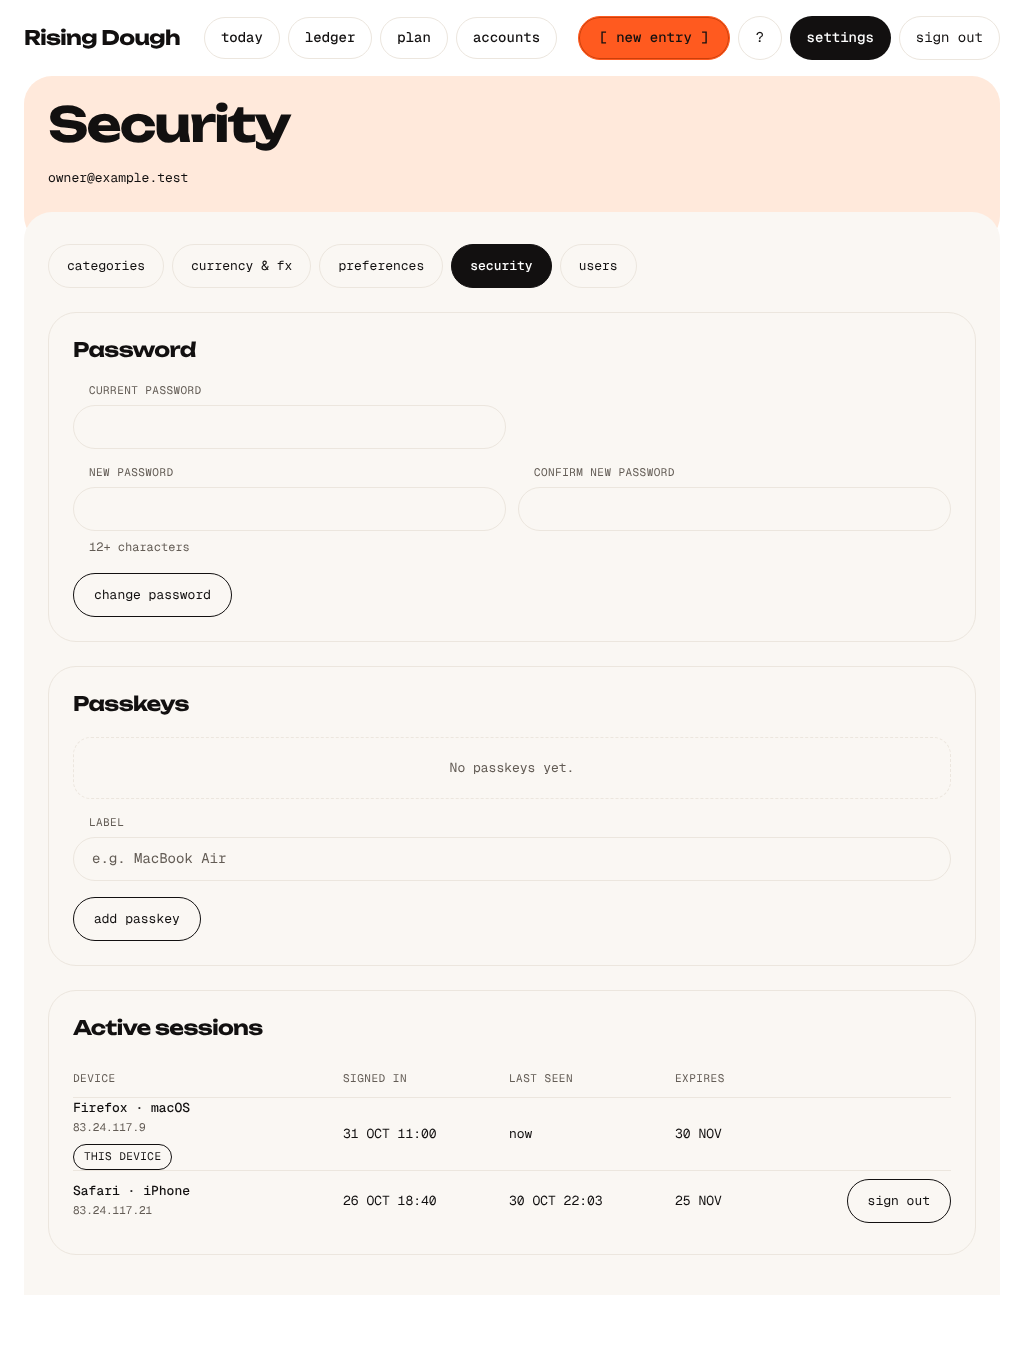 Rising Dough
today
ledger
plan
accounts
[ new entry ]
?
settings
sign out
Security
owner@example.test
categories
currency & fx
preferences
security
users
Password
CURRENT PASSWORD
NEW PASSWORD
CONFIRM NEW PASSWORD
12+ characters
change password
Passkeys
No passkeys yet.
LABEL
e.g. MacBook Air
add passkey
Active sessions
DEVICE SIGNED IN LAST SEEN EXPIRES
Firefox · macOS
83.24.117.9
THIS DEVICE
31 OCT 11:00 now 30 NOV
Safari · iPhone
83.24.117.21
26 OCT 18:40 30 OCT 22:03 25 NOV sign out